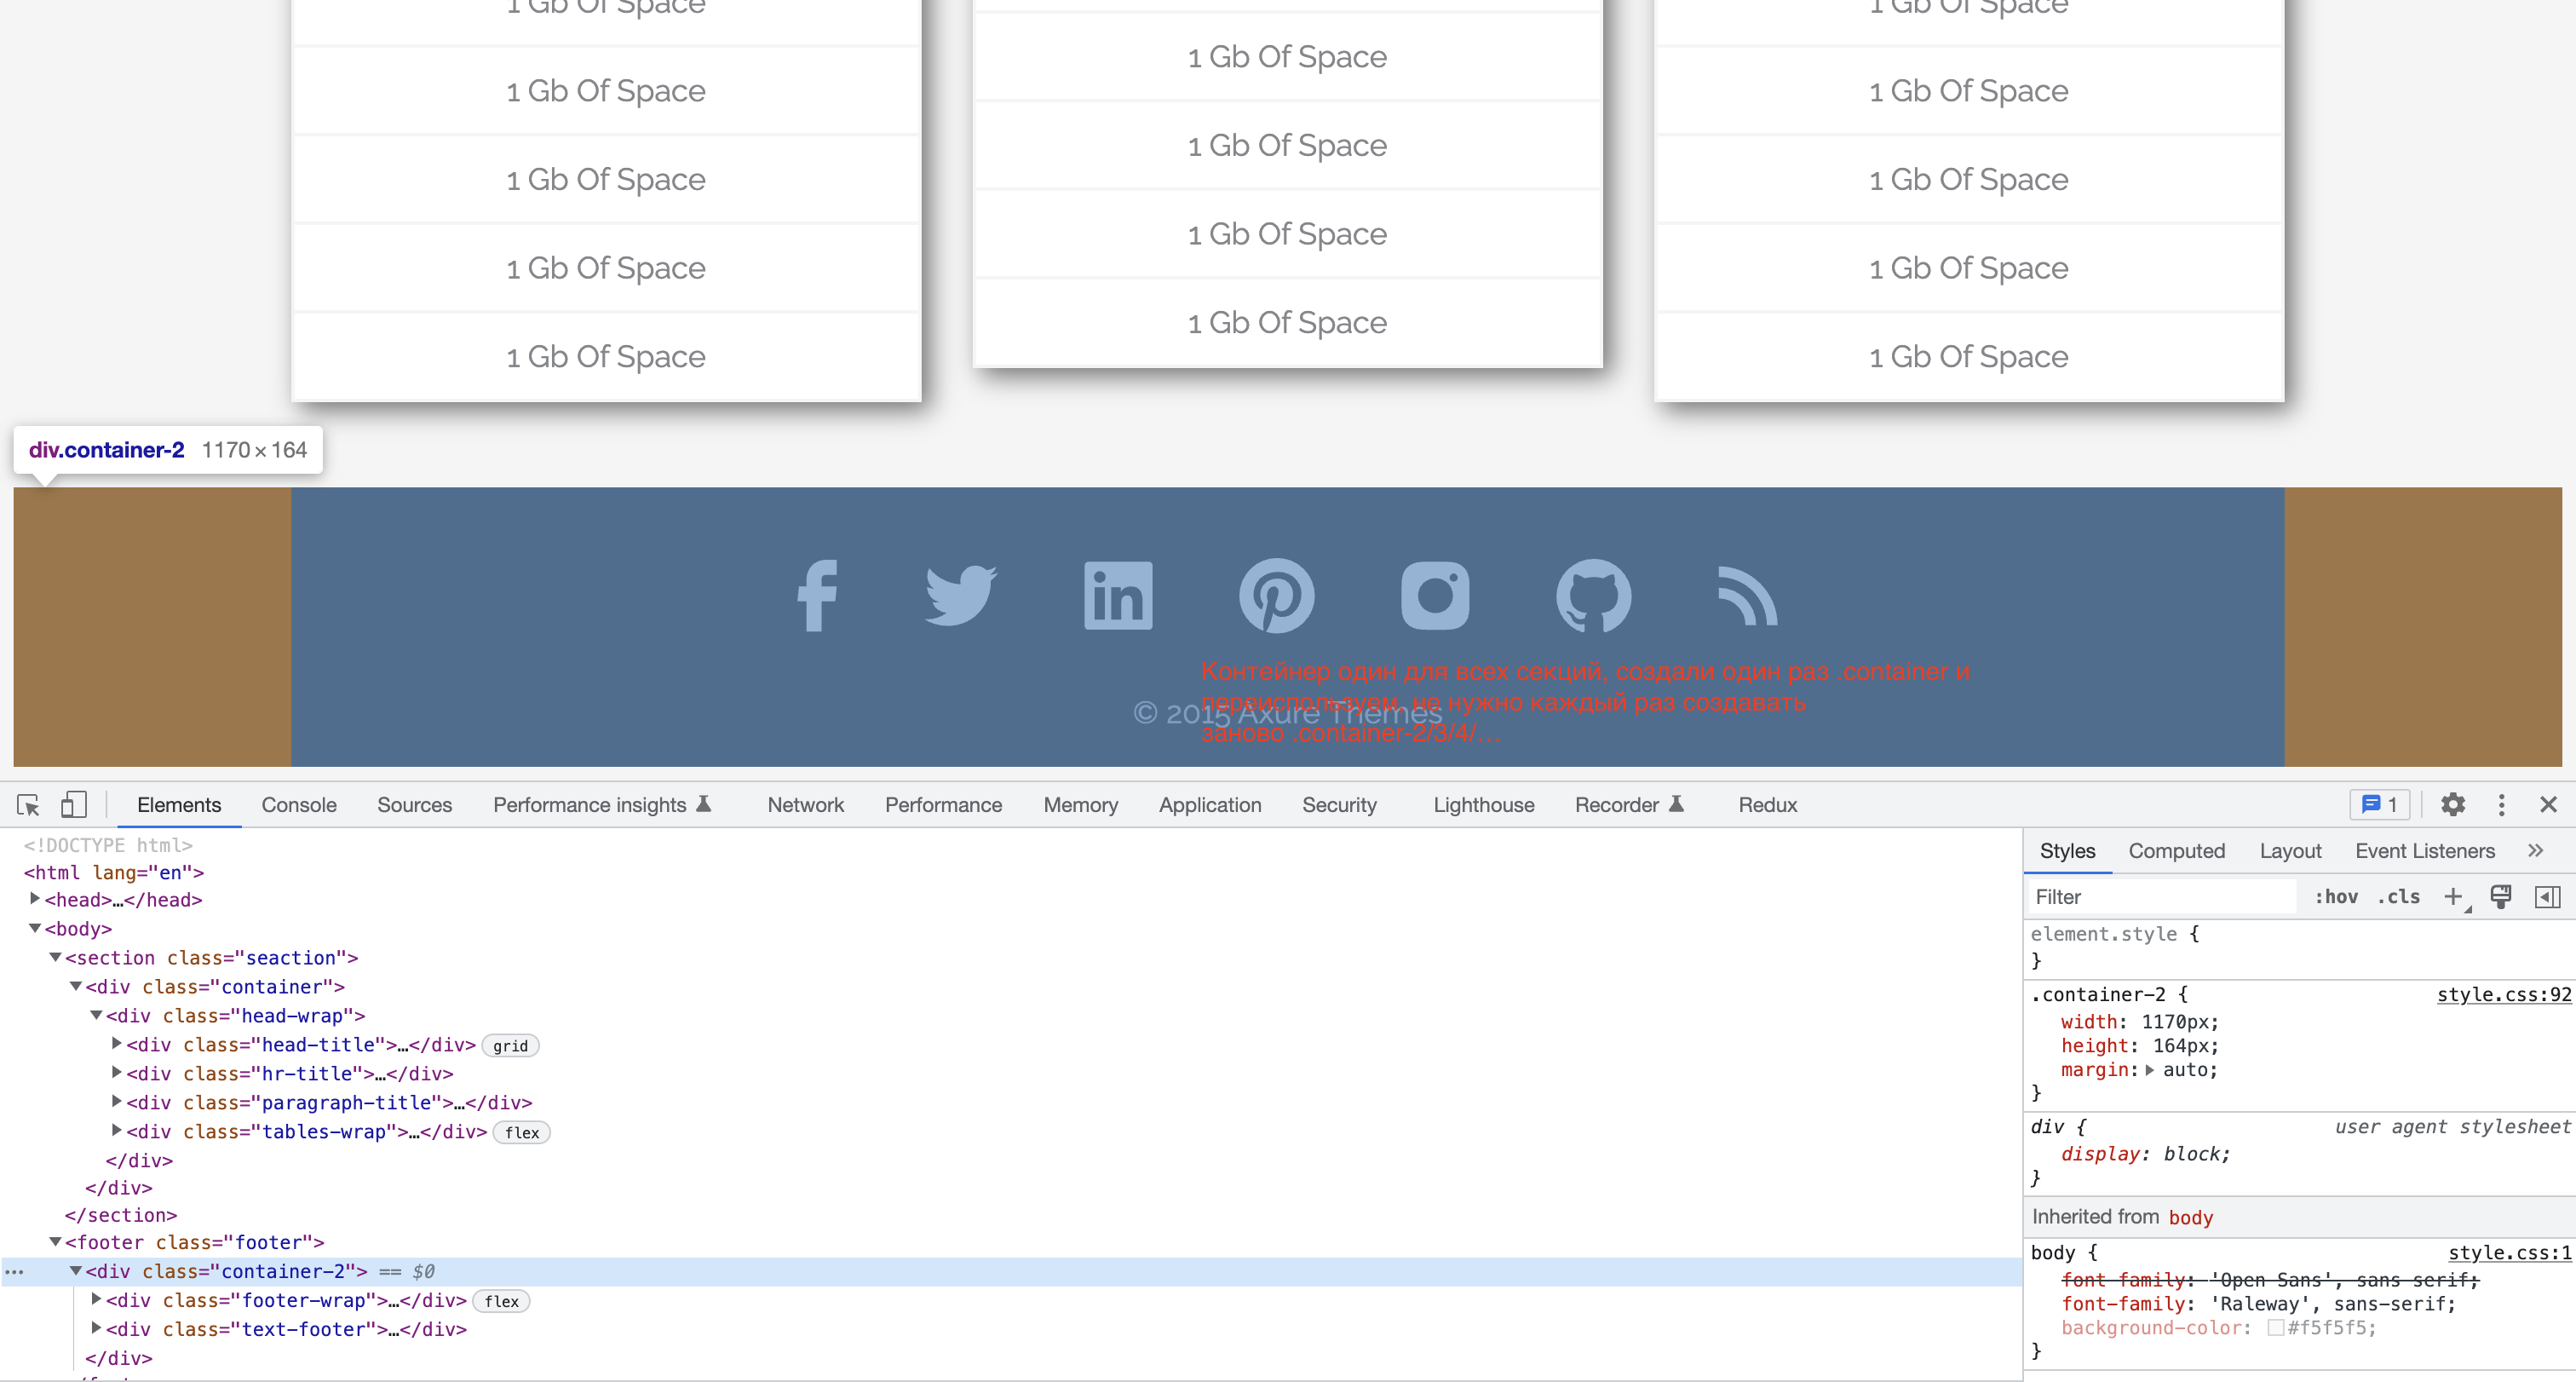 1 Gb Of Space
1 Gb Of Space
1 Gb Of Space
1 Gb Of Space
1 Gb Of Space
1 Gb Of Space
1 Gb Of Space
1 Gb Of Space
1 Gb Of Space
1 Gb Of Space
1 Gb Of Space
1 Gb Of Space
1 Gb Of Space
1 Gb Of Space
div.container-2 1170×164
Контейнер один для всех секций, создали один раз .container и
переиспользуем, не нужно каждый раз создавать
заново .container-2/3/4/…
© 2015 Axure Themes
Elements Console Sources Performance insights Network Performance Memory Application Security Lighthouse Recorder Redux 1
<!DOCTYPE html>
<html lang="en">
<head>…</head>
<body>
<section class="seaction">
<div class="container">
<div class="head-wrap">
<div class="head-title">…</div> grid
<div class="hr-title">…</div>
<div class="paragraph-title">…</div>
<div class="tables-wrap">…</div> flex
</div>
</div>
</section>
<footer class="footer">
<div class="container-2"> == $0
<div class="footer-wrap">…</div> flex
<div class="text-footer">…</div>
</div>
Styles Computed Layout Event Listeners
Filter :hov .cls
element.style {
}
.container-2 { style.css:92
width: 1170px;
height: 164px;
margin: auto;
}
div { user agent stylesheet
display: block;
}
Inherited from body
body { style.css:1
font-family: 'Open Sans', sans-serif;
font-family: 'Raleway', sans-serif;
background-color: #f5f5f5;
}